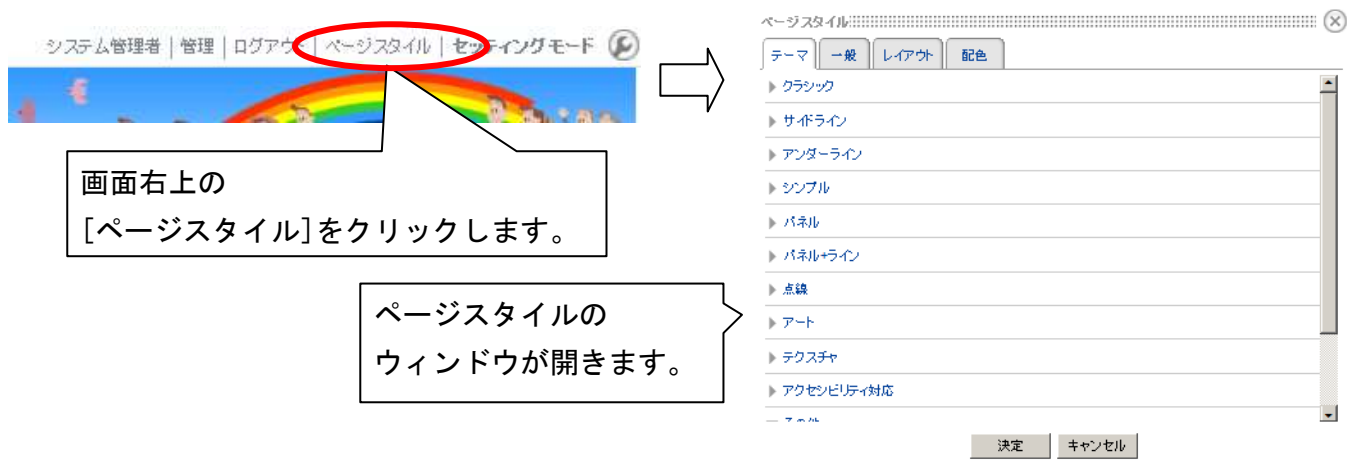 システム管理者 | 管理 | ログアウト | ページスタイル | セッティングモード
画面右上の
[ページスタイル]をクリックします。
ページスタイルの
ウィンドウが開きます。
ページスタイル
テーマ 一般 レイアウト 配色
クラシック
サイドライン
アンダーライン
シンプル
パネル
パネル+ライン
点線
アート
テクスチャ
アクセシビリティ対応
その他
決定 キャンセル